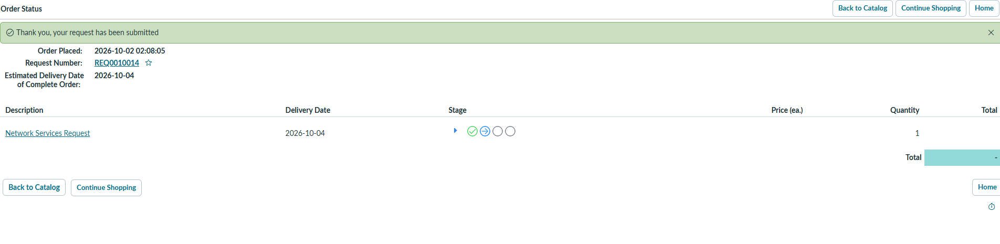 Order Status
Back to Catalog
Continue Shopping
Home
Thank you, your request has been submitted
Order Placed: 2026-10-02 02:08:05
Request Number: REQ0010014
Estimated Delivery Date of Complete Order: 2026-10-04
Description Delivery Date Stage Price (ea.) Quantity Total
Network Services Request 2026-10-04 1
Total -
Back to Catalog
Continue Shopping
Home